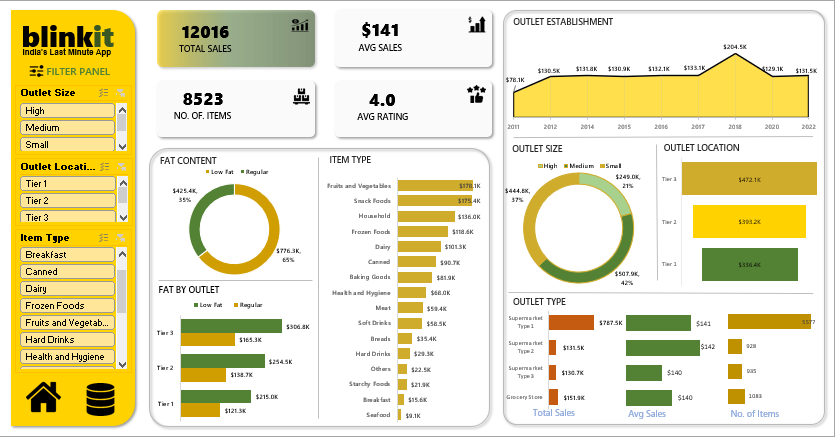 blinkit
India's Last Minute App
FILTER PANEL
Outlet Size
High
Medium
Small
Outlet Locati...
Tier 1
Tier 2
Tier 3
Item Type
Breakfast
Canned
Dairy
Frozen Foods
Fruits and Vegetab...
Hard Drinks
Health and Hygiene
12016
TOTAL SALES
$141
AVG SALES
8523
NO. OF. ITEMS
4.0
AVG RATING
FAT CONTENT
Low Fat Regular
$425.4K,
35%
$776.3K,
65%
FAT BY OUTLET
Low Fat Regular
Tier 3
$306.8K
$165.3K
Tier 2
$254.5K
$138.7K
Tier 1
$215.0K
$121.3K
ITEM TYPE
Fruits and Vegetables $178.1K
Snack Foods $175.4K
Household $136.0K
Frozen Foods $118.6K
Dairy $101.3K
Canned $90.7K
Baking Goods $81.9K
Health and Hygiene $68.0K
Meat $59.4K
Soft Drinks $58.5K
Breads $35.4K
Hard Drinks $29.3K
Others $22.5K
Starchy Foods $21.9K
Breakfast $15.6K
Seafood $9.1K
OUTLET ESTABLISHMENT
$78.1K
$130.5K
$131.8K
$130.9K
$132.1K
$133.1K
$204.5K
$129.1K
$131.5K
2011 2012 2014 2015 2016 2017 2018 2020 2022
OUTLET SIZE
High Medium Small
$444.8K,
37%
$249.0K,
21%
$507.9K,
42%
OUTLET LOCATION
Tier 3 $472.1K
Tier 2 $393.2K
Tier 1 $336.4K
OUTLET TYPE
Supermarket
Type 1
$787.5K $141 5577
Supermarket
Type 2
$131.5K $142 928
Supermarket
Type 3
$130.7K $140 935
Grocery Store $151.9K $140 1083
Total Sales Avg Sales No. of Items